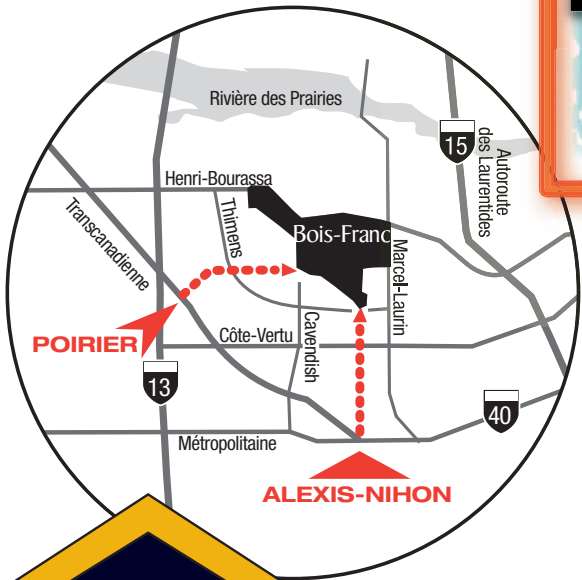 Rivière des Prairies
15
Autoroute
des Laurentides
Henri-Bourassa
Transcanadienne
Thimens
Bois-Franc
Marcel-Laurin
POIRIER
Côte-Vertu
Cavendish
13
40
Métropolitaine
ALEXIS-NIHON